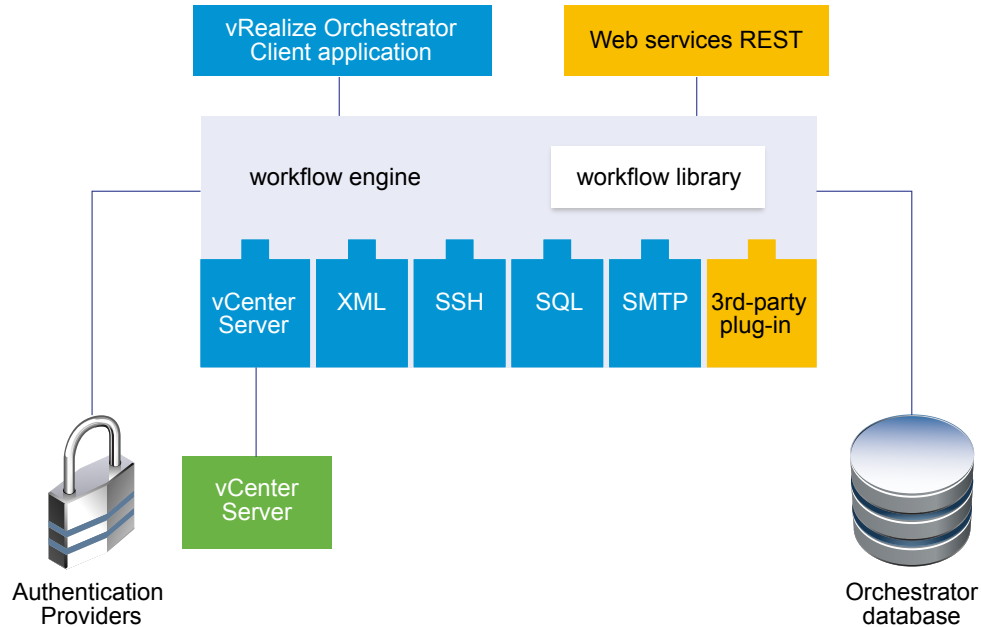 vRealize Orchestrator
Client application
Web services REST
workflow engine
workflow library
vCenter
Server
XML
SSH
SQL
SMTP
3rd-party
plug-in
vCenter
Server
Authentication
Providers
Orchestrator
database